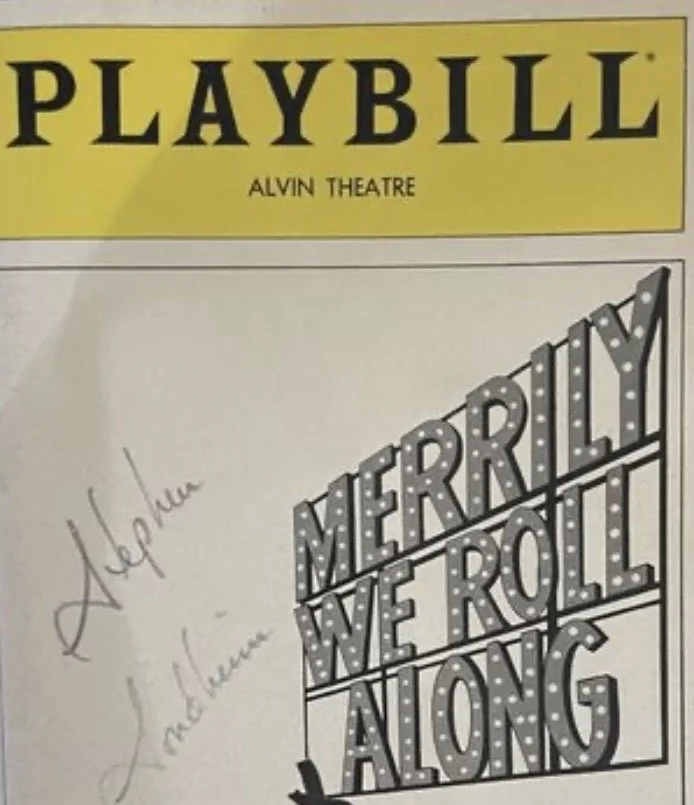 PLAYBILL®
ALVIN THEATRE
MERRILY
WE ROLL
ALONG
Stephen
Sondheim